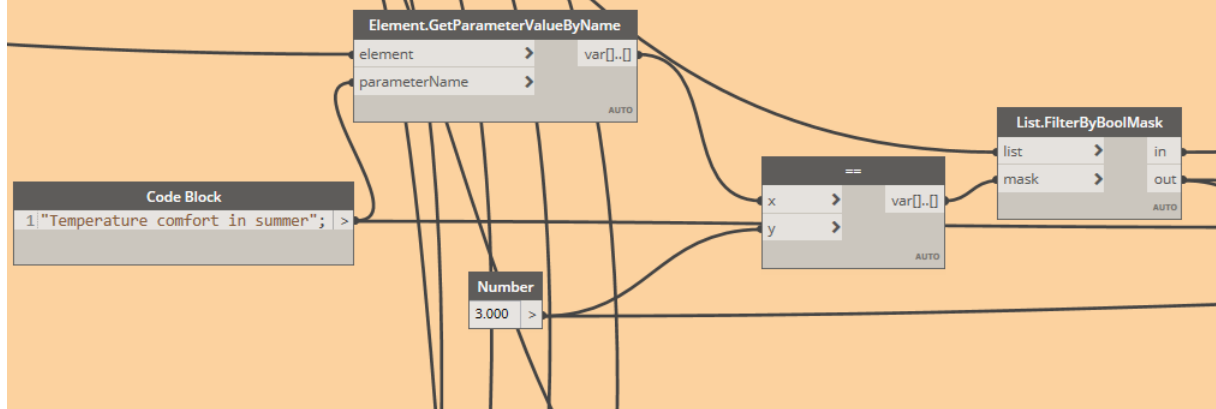 Element.GetParameterValueByName
element > var[]..[]
parameterName >
AUTO
Code Block
1 "Temperature comfort in summer"; >
Number
3.000 >
==
x > var[]..[]
y >
AUTO
List.FilterByBoolMask
list > in
mask > out
AUTO